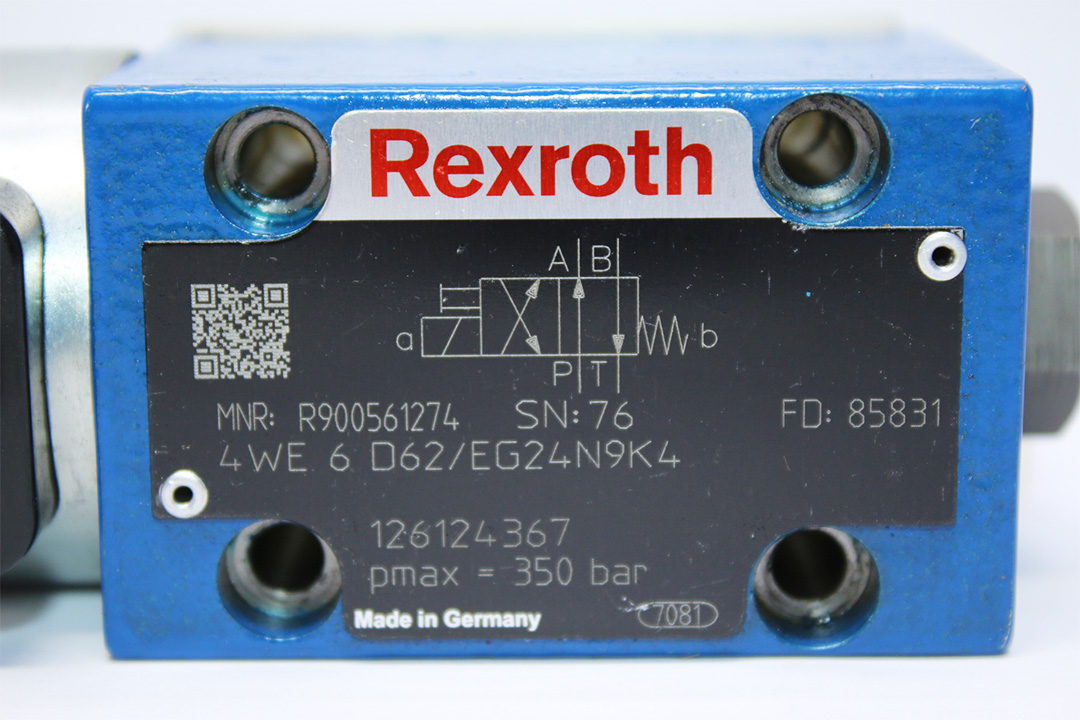 Rexroth
A B
a b
P T
MNR: R900561274 SN: 76 FD: 85831
4WE 6 D62/EG24N9K4
126124367
pmax = 350 bar
Made in Germany 7081